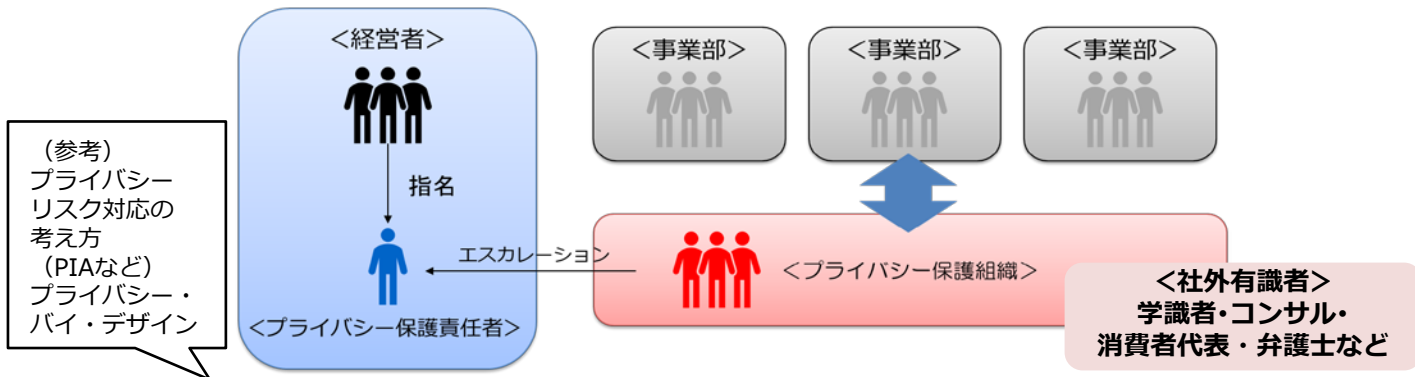 ＜経営者＞
指名
＜プライバシー保護責任者＞
（参考）
プライバシー
リスク対応の
考え方
（PIAなど）
プライバシー・
バイ・デザイン
エスカレーション
＜事業部＞
＜事業部＞
＜事業部＞
＜プライバシー保護組織＞
＜社外有識者＞
学識者・コンサル・
消費者代表・弁護士など